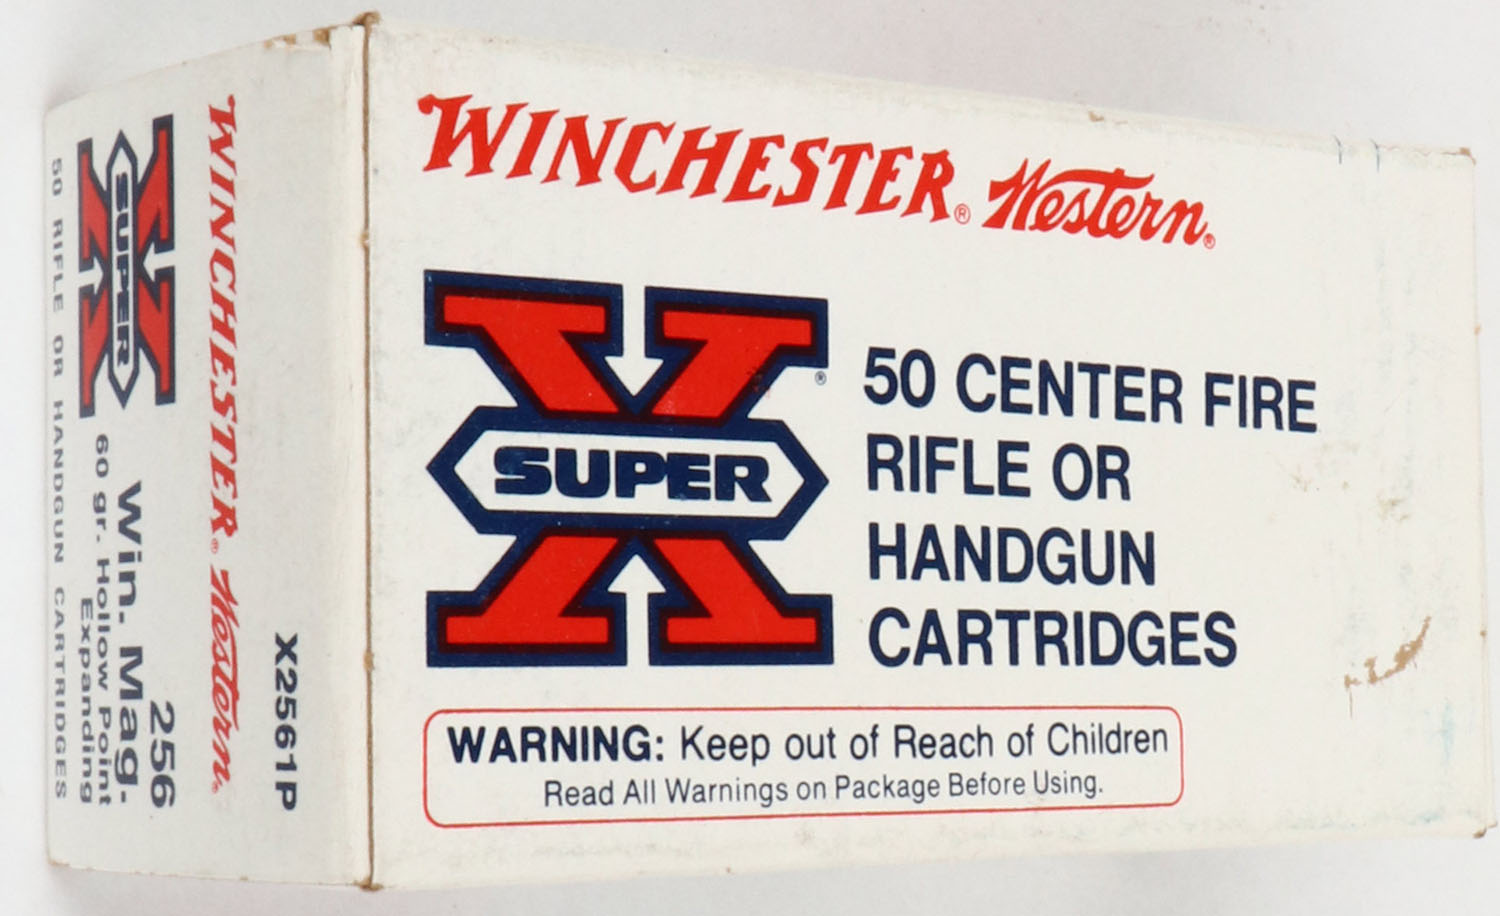 WINCHESTER® Western®
X
SUPER
®
50 CENTER FIRE
RIFLE OR
HANDGUN
CARTRIDGES
WARNING: Keep out of Reach of Children
Read All Warnings on Package Before Using.
X2561P
WINCHESTER® Western®
X
SUPER
256
Win. Mag.
60 gr. Hollow Point
Expanding
50 RIFLE OR HANDGUN CARTRIDGES